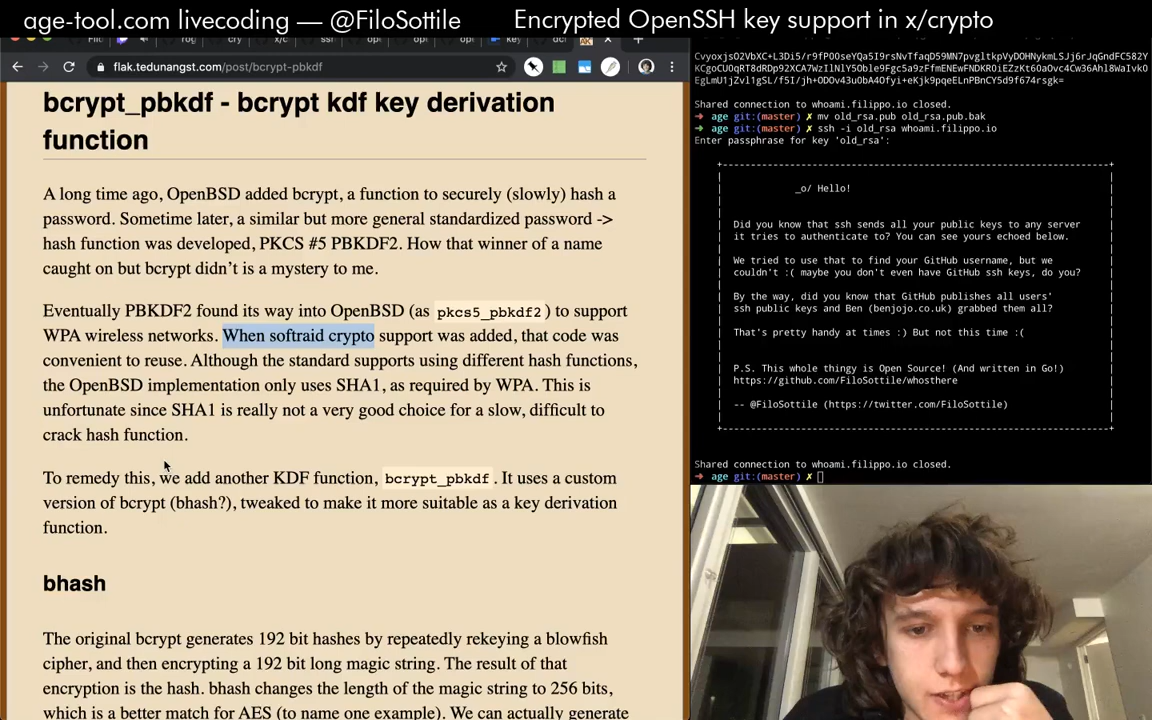 age-tool.com livecoding — @FiloSottile
Encrypted OpenSSH key support in x/crypto
flak.tedunangst.com/post/bcrypt-pbkdf
bcrypt_pbkdf - bcrypt kdf key derivation
function
A long time ago, OpenBSD added bcrypt, a function to securely (slowly) hash a
password. Sometime later, a similar but more general standardized password ->
hash function was developed, PKCS #5 PBKDF2. How that winner of a name
caught on but bcrypt didn’t is a mystery to me.
Eventually PBKDF2 found its way into OpenBSD (as pkcs5_pbkdf2) to support
WPA wireless networks. When softraid crypto support was added, that code was
convenient to reuse. Although the standard supports using different hash functions,
the OpenBSD implementation only uses SHA1, as required by WPA. This is
unfortunate since SHA1 is really not a very good choice for a slow, difficult to
crack hash function.
To remedy this, we add another KDF function, bcrypt_pbkdf. It uses a custom
version of bcrypt (bhash?), tweaked to make it more suitable as a key derivation
function.
bhash
The original bcrypt generates 192 bit hashes by repeatedly rekeying a blowfish
cipher, and then encrypting a 192 bit long magic string. The result of that
encryption is the hash. bhash changes the length of the magic string to 256 bits,
which is a better match for AES (to name one example). We can actually generate
Shared connection to whoami.filippo.io closed.
➜ age git:(master) ✗ mv old_rsa.pub old_rsa.pub.bak
➜ age git:(master) ✗ ssh -i old_rsa whoami.filippo.io
Enter passphrase for key 'old_rsa':
_o/ Hello!
Did you know that ssh sends all your public keys to any server
it tries to authenticate to? You can see yours echoed below.
We tried to use that to find your GitHub username, but we
couldn't :( maybe you don't even have GitHub ssh keys, do you?
By the way, did you know that GitHub publishes all users'
ssh public keys and Ben (benjojo.co.uk) grabbed them all?
That's pretty handy at times :) But not this time :(
P.S. This whole thingy is Open Source! (And written in Go!)
https://github.com/FiloSottile/whosthere
-- @FiloSottile (https://twitter.com/FiloSottile)
Shared connection to whoami.filippo.io closed.
➜ age git:(master) ✗